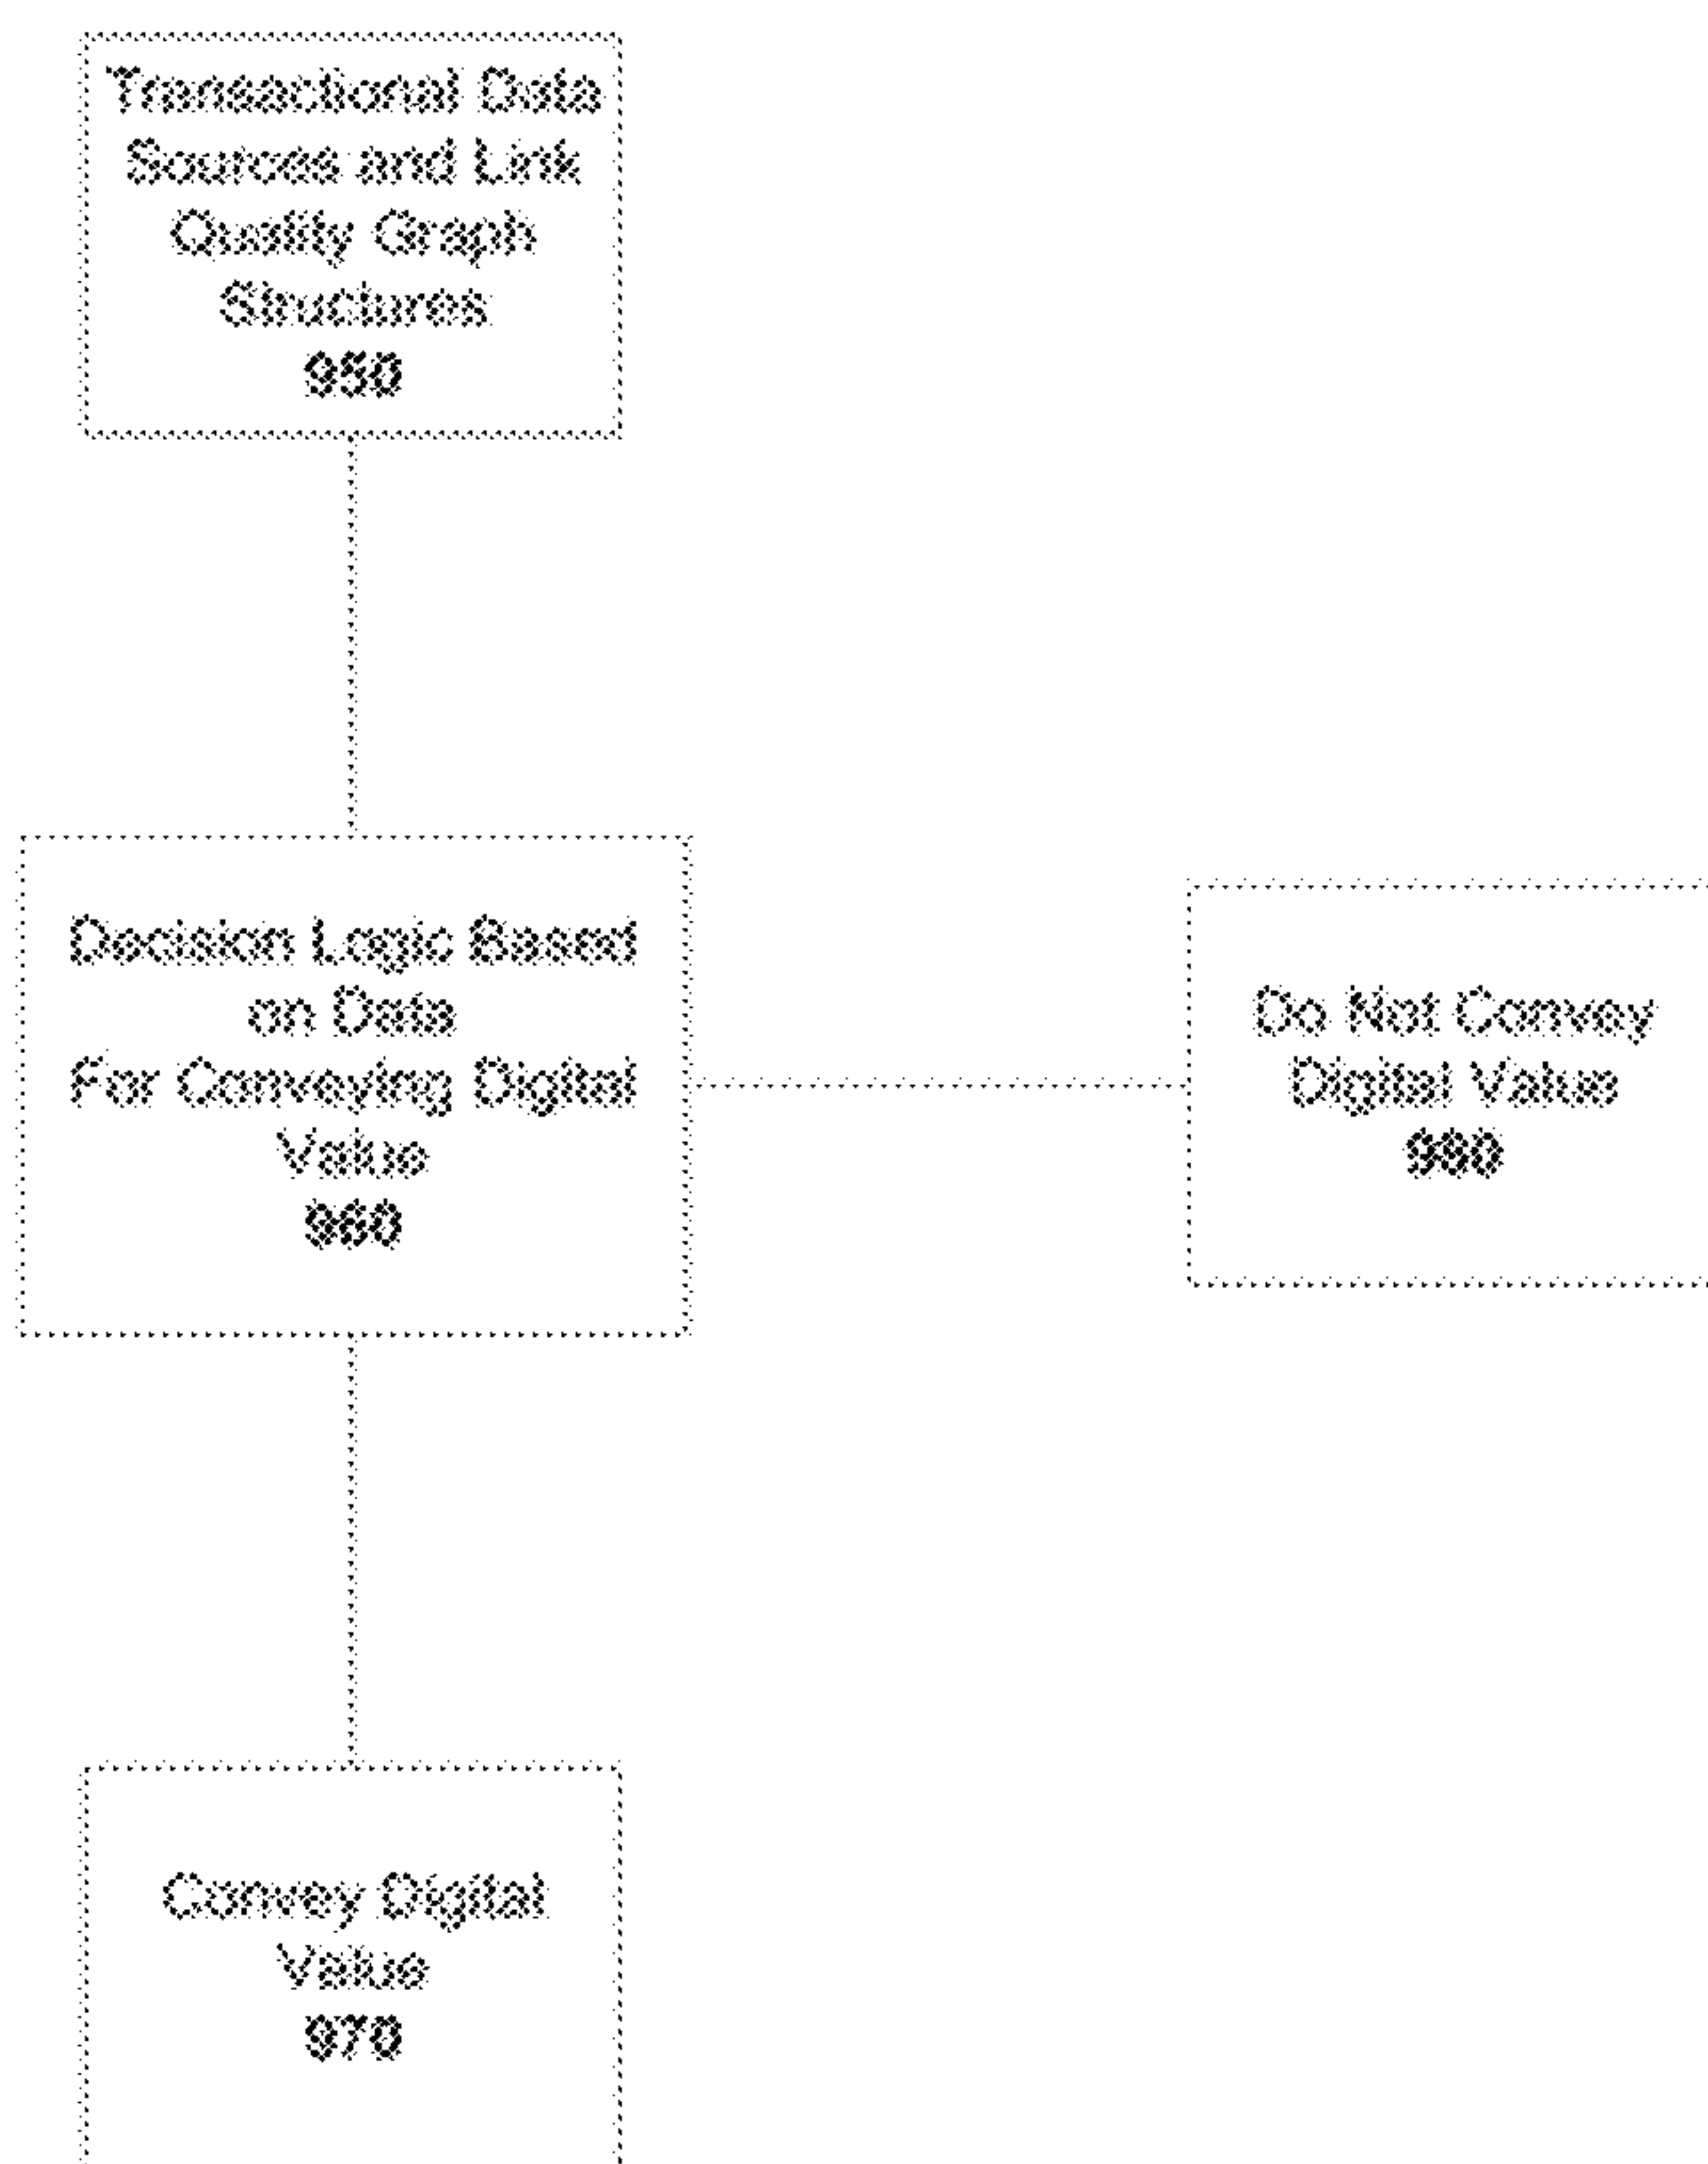 Transactional Data
Sources and Link
Quality Graph
Structures
950
Decision Logic Based
on Data
For Conveying Digital
Value
960
Do Not Convey
Digital Value
Convey Digital
Value
970